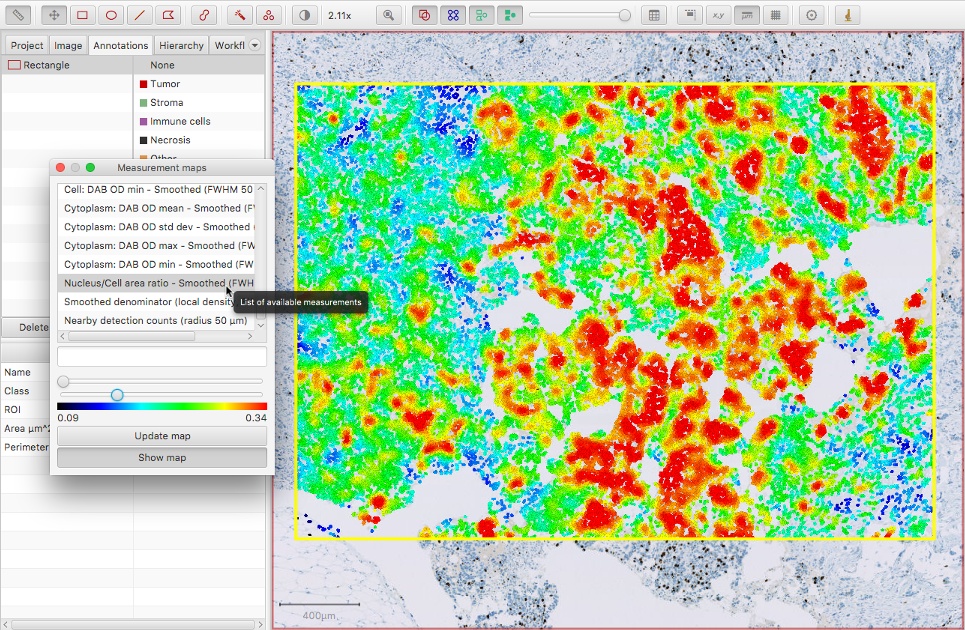 2.11x
x,y
μm
Project Image Annotations Hierarchy Workfl
Rectangle
None
Tumor
Stroma
Immune cells
Necrosis
Other
Measurement maps
Cell: DAB OD min - Smoothed (FWHM 50
Cytoplasm: DAB OD mean - Smoothed (FW
Cytoplasm: DAB OD std dev - Smoothed (
Cytoplasm: DAB OD max - Smoothed (FW
Cytoplasm: DAB OD min - Smoothed (FW
Nucleus/Cell area ratio - Smoothed (FWH
Smoothed denominator (local density
List of available measurements
Nearby detection counts (radius 50 μm)
0.09 0.34
Update map
Show map
Delete
Name
Class
ROI
Area μm^2
Perimeter
400μm